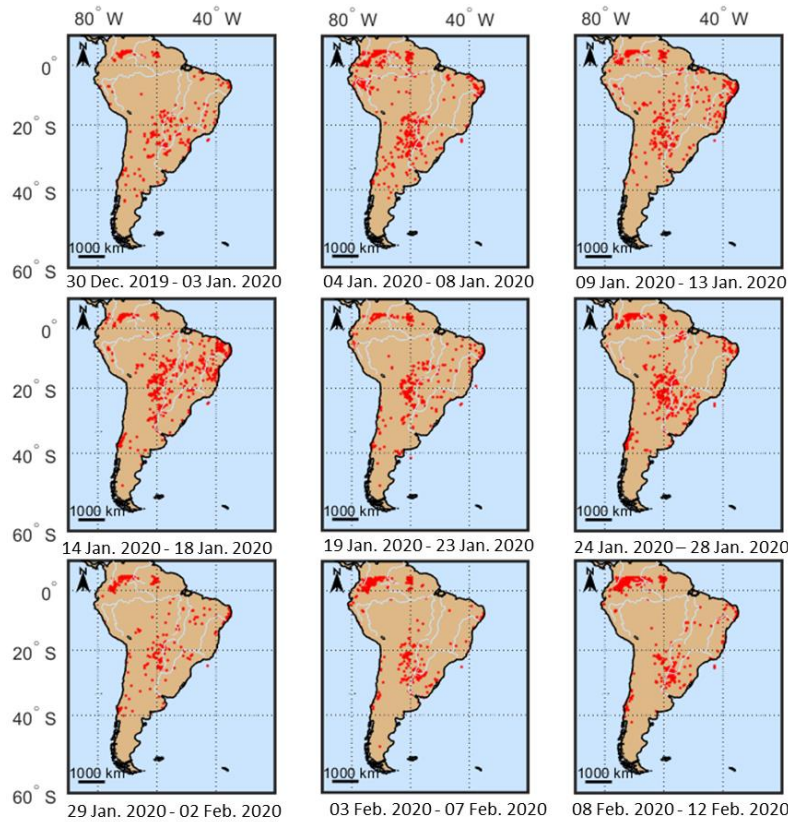 80° W 40° W 80° W 40° W 80° W 40° W
N N N
0°
20° S
40° S
1000 km 1000 km 1000 km
60° S
30 Dec. 2019 - 03 Jan. 2020 04 Jan. 2020 - 08 Jan. 2020 09 Jan. 2020 - 13 Jan. 2020
N N N
0°
20° S
40° S
1000 km 1000 km 1000 km
60° S
14 Jan. 2020 - 18 Jan. 2020 19 Jan. 2020 - 23 Jan. 2020 24 Jan. 2020 – 28 Jan. 2020
N N N
0°
20° S
40° S
1000 km 1000 km 1000 km
60° S
29 Jan. 2020 - 02 Feb. 2020 03 Feb. 2020 - 07 Feb. 2020 08 Feb. 2020 - 12 Feb. 2020